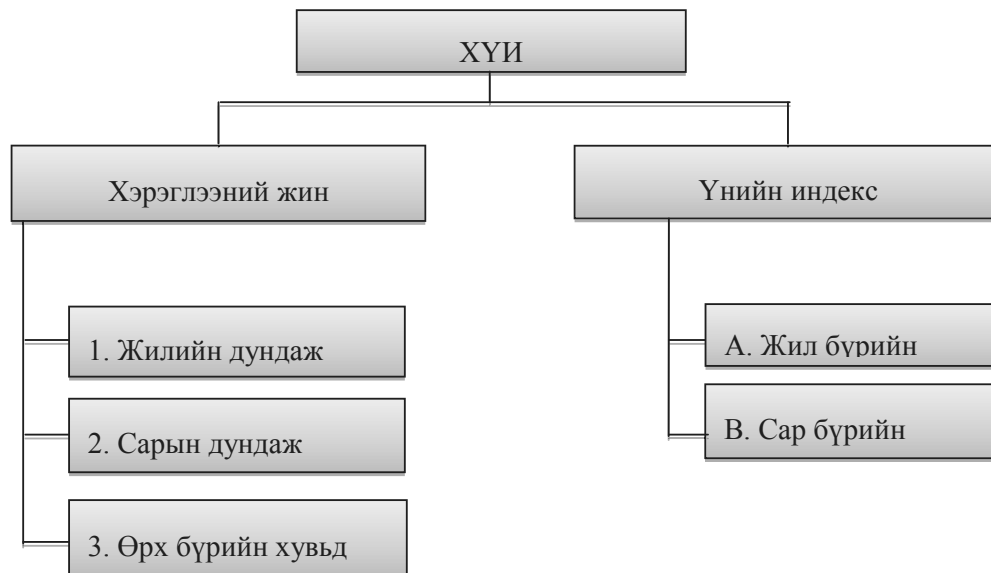 ХҮИ
Хэрэглээний жин
Үнийн индекс
1. Жилийн дундаж
2. Сарын дундаж
3. Өрх бүрийн хувьд
А. Жил бүрийн
В. Сар бүрийн